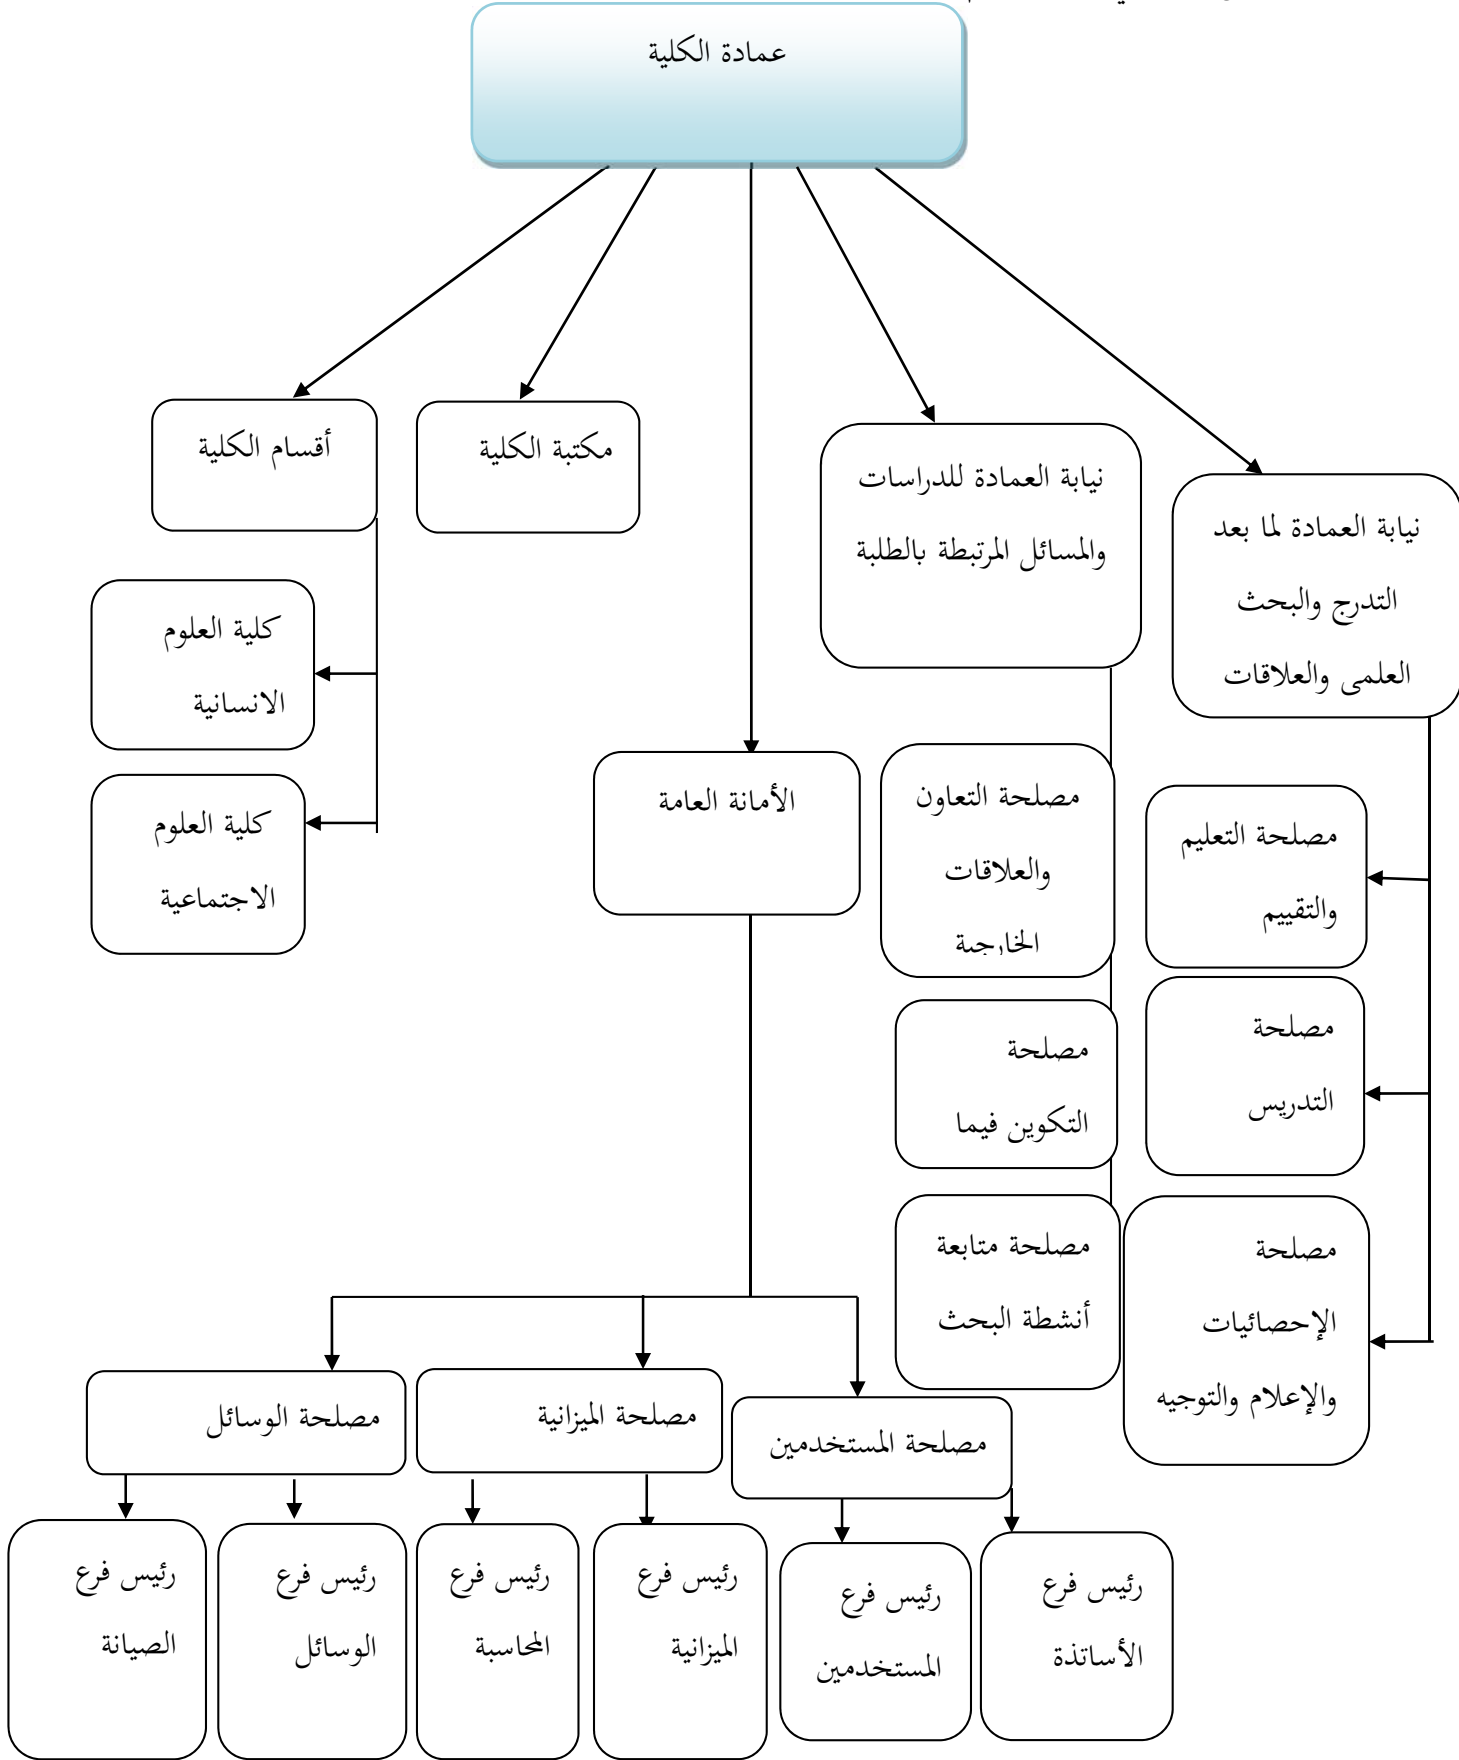 عمادة الكلية
أقسام الكلية
مكتبة الكلية
نيابة العمادة للدراسات
والمسائل المرتبطة بالطلبة
نيابة العمادة لما بعد
التدرج والبحث
العلمى والعلاقات
كلية العلوم
الانسانية
كلية العلوم
الاجتماعية
الأمانة العامة
مصلحة التعاون
والعلاقات
الخارجية
مصلحة التعليم
والتقييم
مصلحة
التكوين فيما
مصلحة
التدريس
مصلحة متابعة
أنشطة البحث
مصلحة
الإحصائيات
والإعلام والتوجيه
مصلحة الوسائل
مصلحة الميزانية
مصلحة المستخدمين
رئيس فرع
الصيانة
رئيس فرع
الوسائل
رئيس فرع
المحاسبة
رئيس فرع
الميزانية
رئيس فرع
المستخدمين
رئيس فرع
الأساتذة